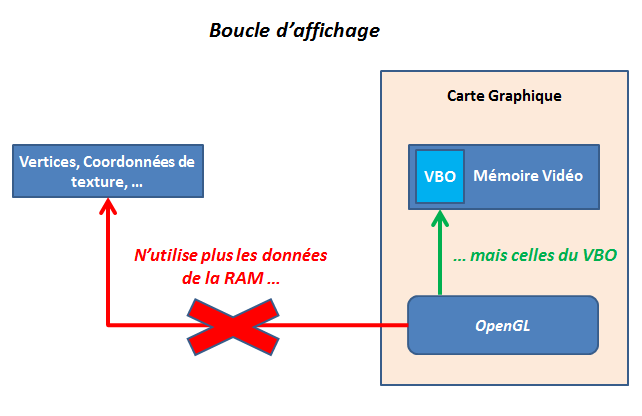 Boucle d’affichage
Carte Graphique
Vertices, Coordonnées de
texture, ...
VBO
Mémoire Vidéo
N’utilise plus les données
de la RAM ...
... mais celles du VBO
OpenGL